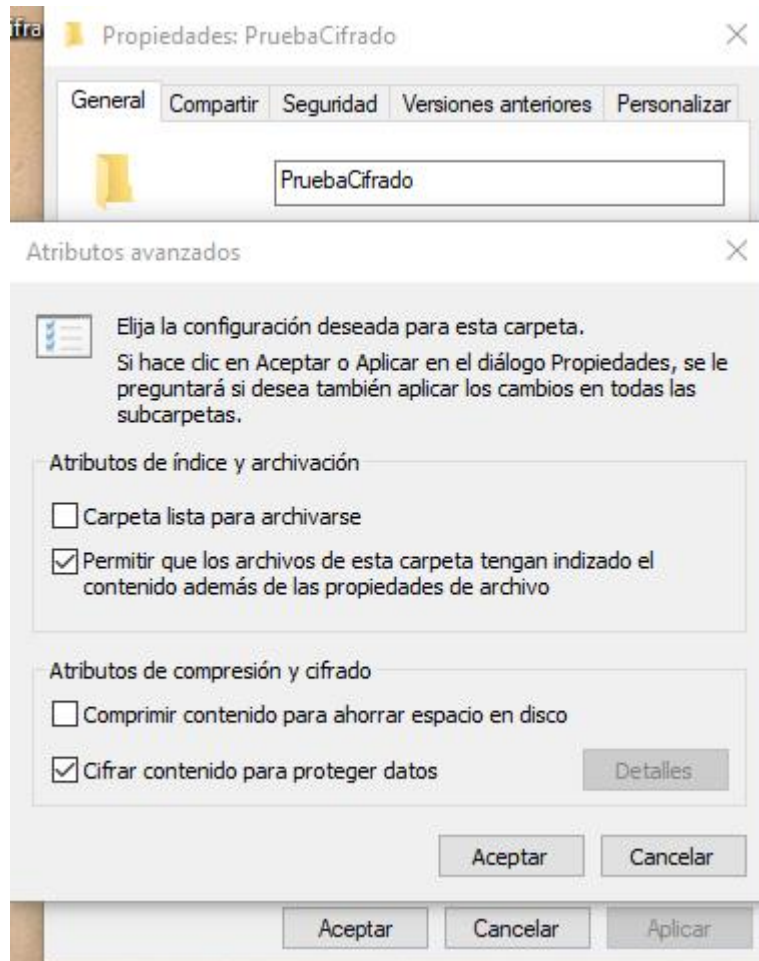 ifra
Propiedades: PruebaCifrado
General Compartir Seguridad Versiones anteriores Personalizar
PruebaCifrado
Atributos avanzados
Elija la configuración deseada para esta carpeta.
Si hace clic en Aceptar o Aplicar en el diálogo Propiedades, se le
preguntará si desea también aplicar los cambios en todas las
subcarpetas.
Atributos de índice y archivación
Carpeta lista para archivarse
Permitir que los archivos de esta carpeta tengan indizado el
contenido además de las propiedades de archivo
Atributos de compresión y cifrado
Comprimir contenido para ahorrar espacio en disco
Cifrar contenido para proteger datos Detalles
Aceptar Cancelar
Aceptar Cancelar Aplicar